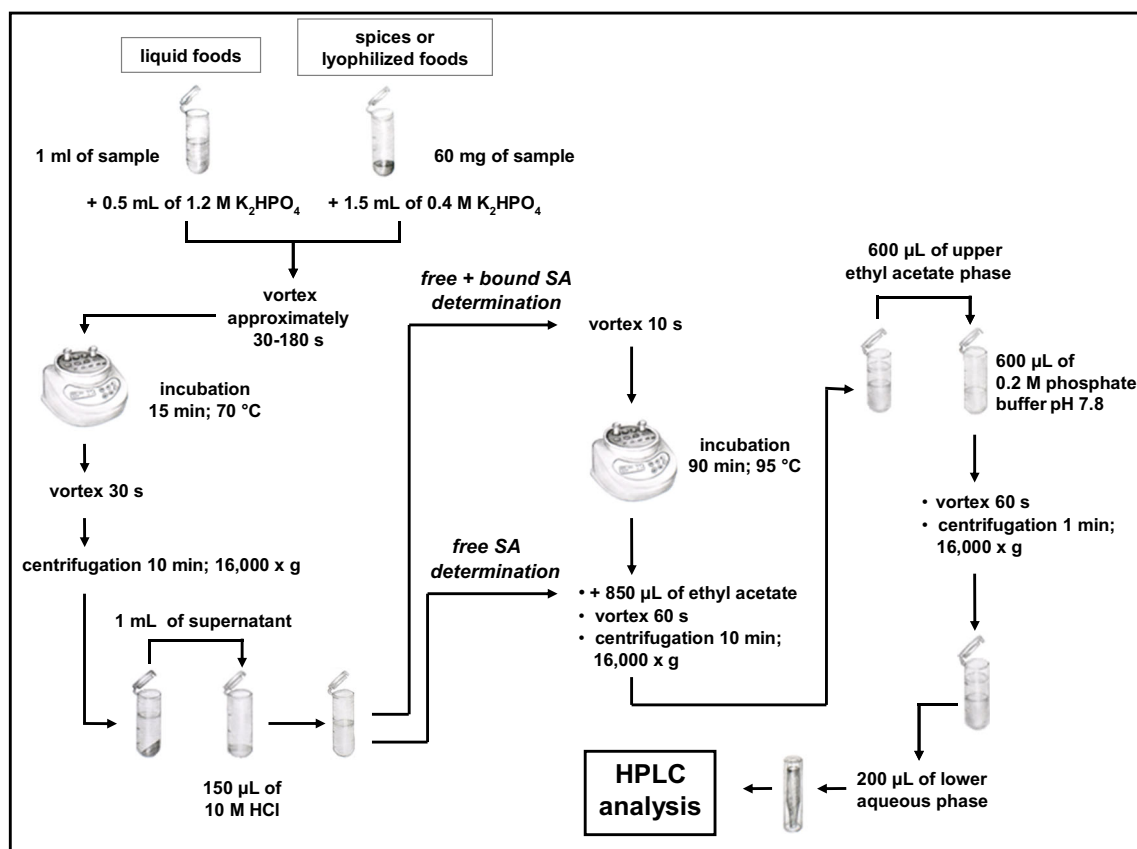 liquid foods
spices or
lyophilized foods
1 ml of sample
60 mg of sample
+ 0.5 mL of 1.2 M K₂HPO₄
+ 1.5 mL of 0.4 M K₂HPO₄
vortex
approximately
30-180 s
incubation
15 min; 70 °C
vortex 30 s
centrifugation 10 min; 16,000 x g
1 mL of supernatant
150 µL of
10 M HCl
free + bound SA
determination
free SA
determination
vortex 10 s
incubation
90 min; 95 °C
• + 850 µL of ethyl acetate
• vortex 60 s
• centrifugation 10 min;
16,000 x g
600 µL of upper
ethyl acetate phase
600 µL of
0.2 M phosphate
buffer pH 7.8
• vortex 60 s
• centrifugation 1 min;
16,000 x g
200 µL of lower
aqueous phase
HPLC
analysis